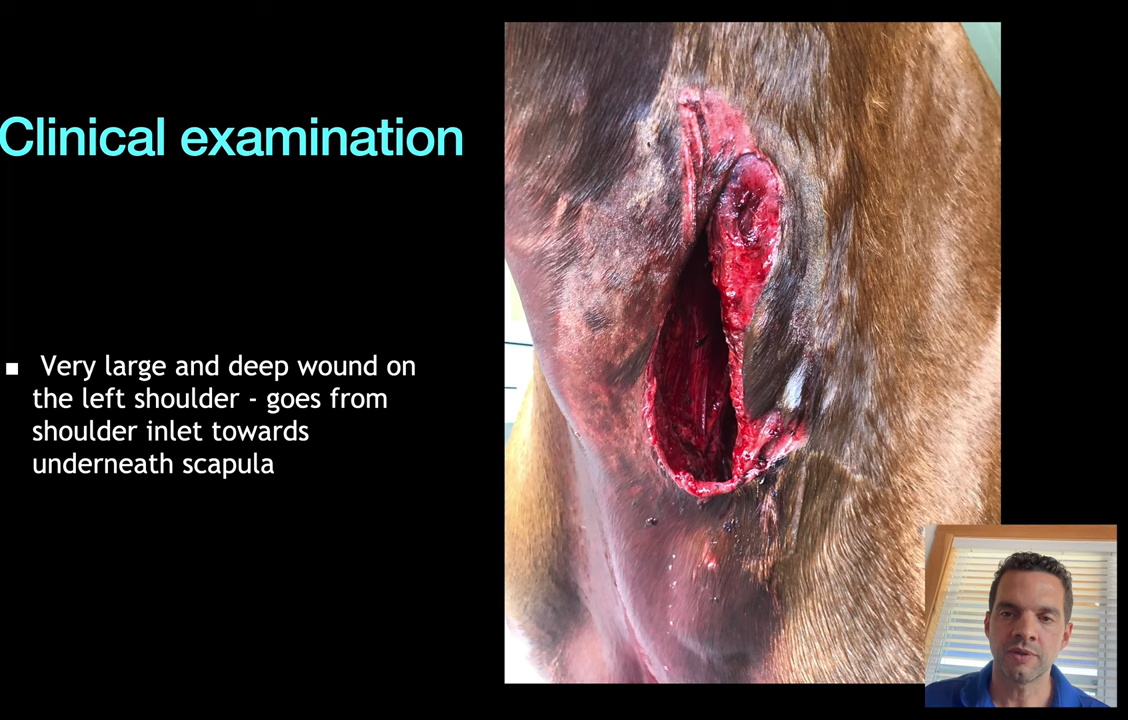 Clinical examination
▪ Very large and deep wound on
the left shoulder - goes from
shoulder inlet towards
underneath scapula